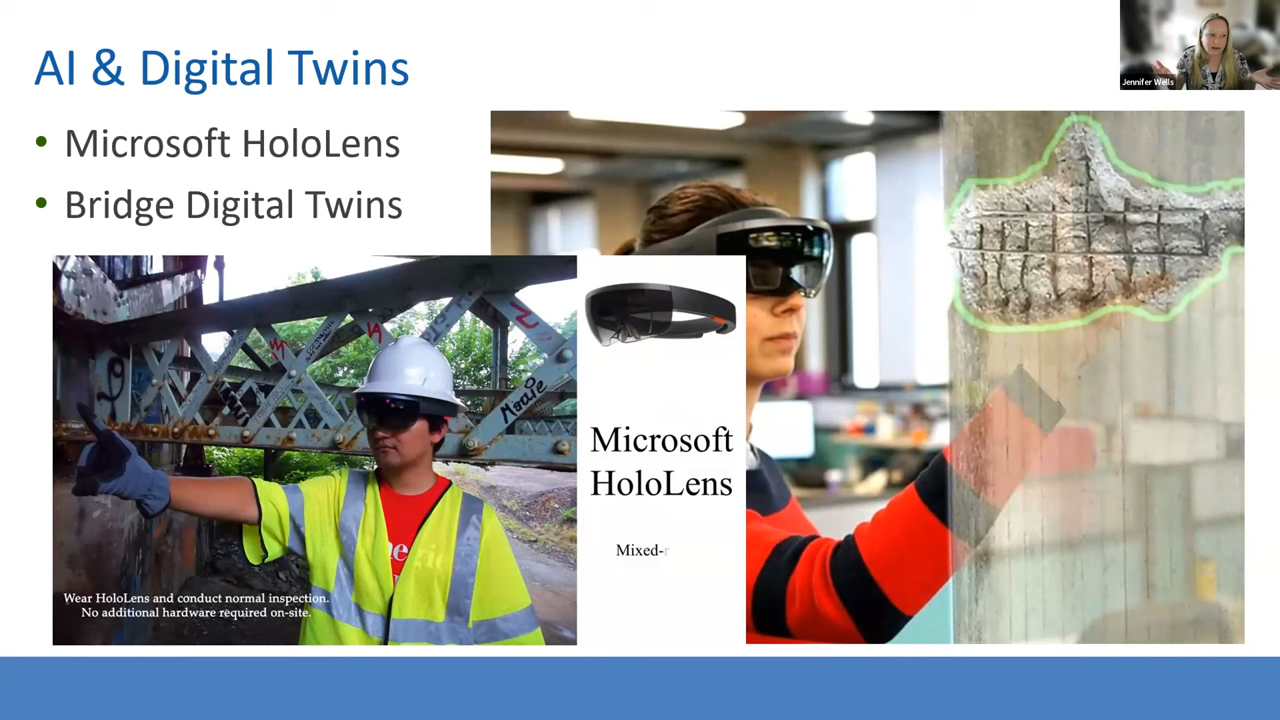 AI & Digital Twins
Jennifer Wells
• Microsoft HoloLens
• Bridge Digital Twins
Macie
Wear HoloLens and conduct normal inspection.
No additional hardware required on-site.
Microsoft
HoloLens
Mixed-r